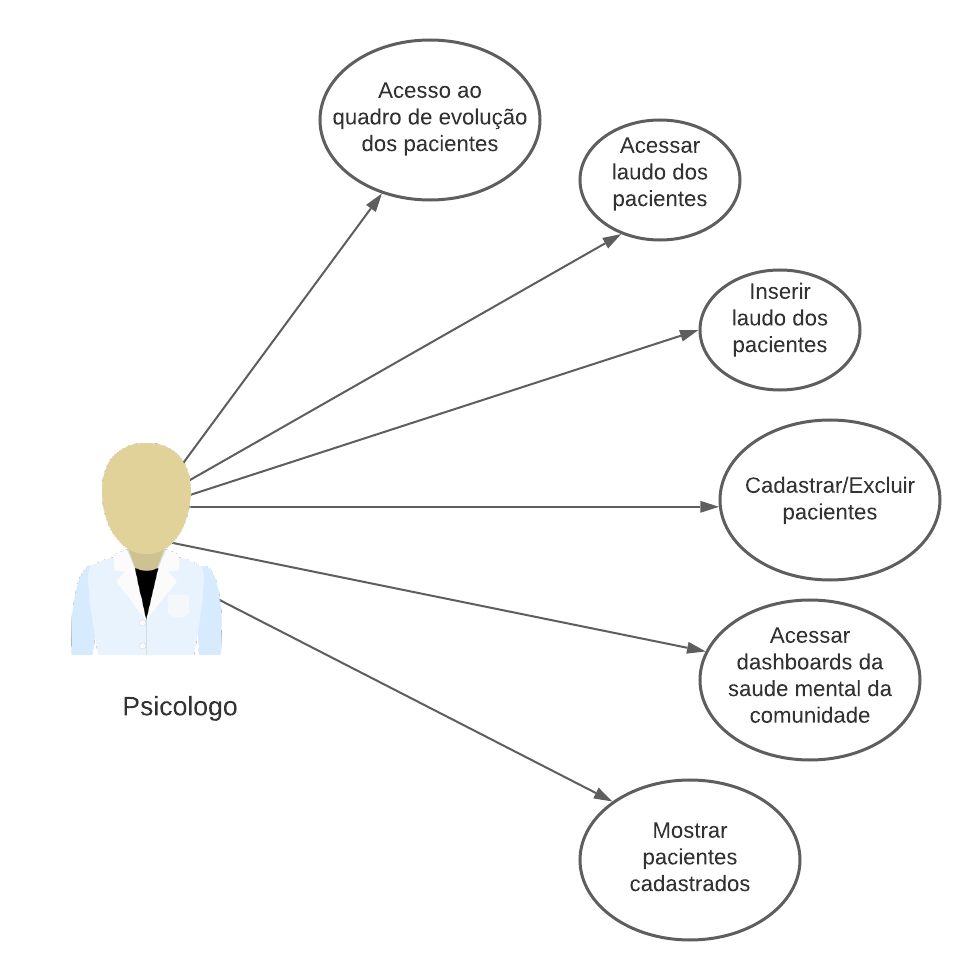 Acesso ao
quadro de evolução
dos pacientes
Acessar
laudo dos
pacientes
Inserir
laudo dos
pacientes
Cadastrar/Excluir
pacientes
Acessar
dashboards da
saude mental da
comunidade
Psicologo
Mostrar
pacientes
cadastrados